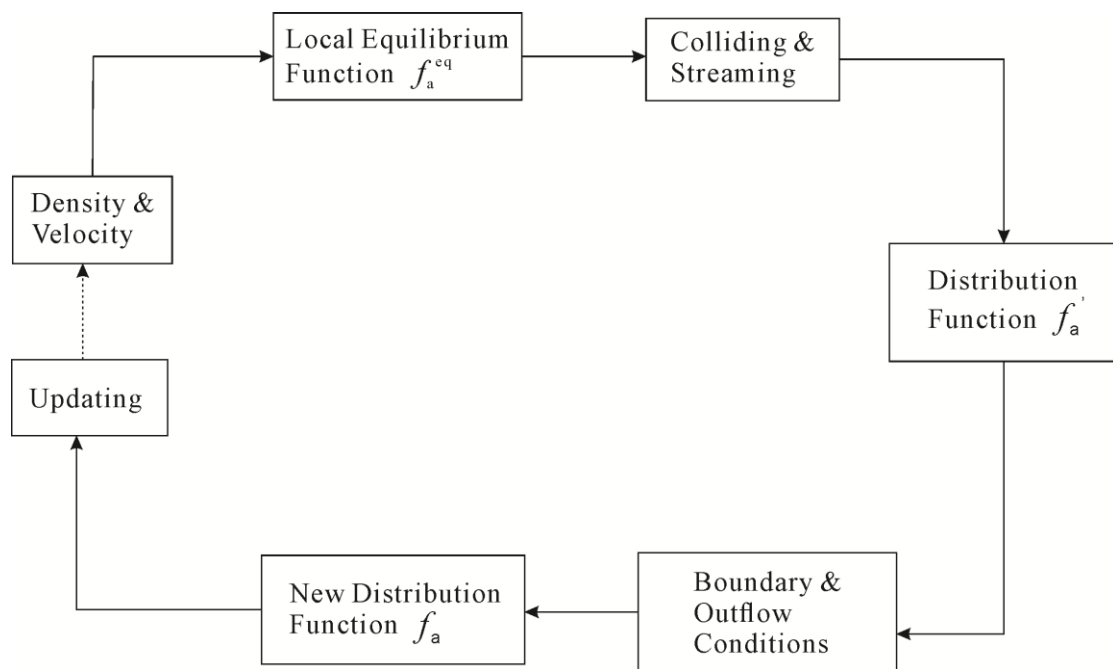 Local Equilibrium
Function f_a^eq
Colliding &
Streaming
Density &
Velocity
Distribution
Function f_a'
Updating
New Distribution
Function f_a
Boundary &
Outflow
Conditions